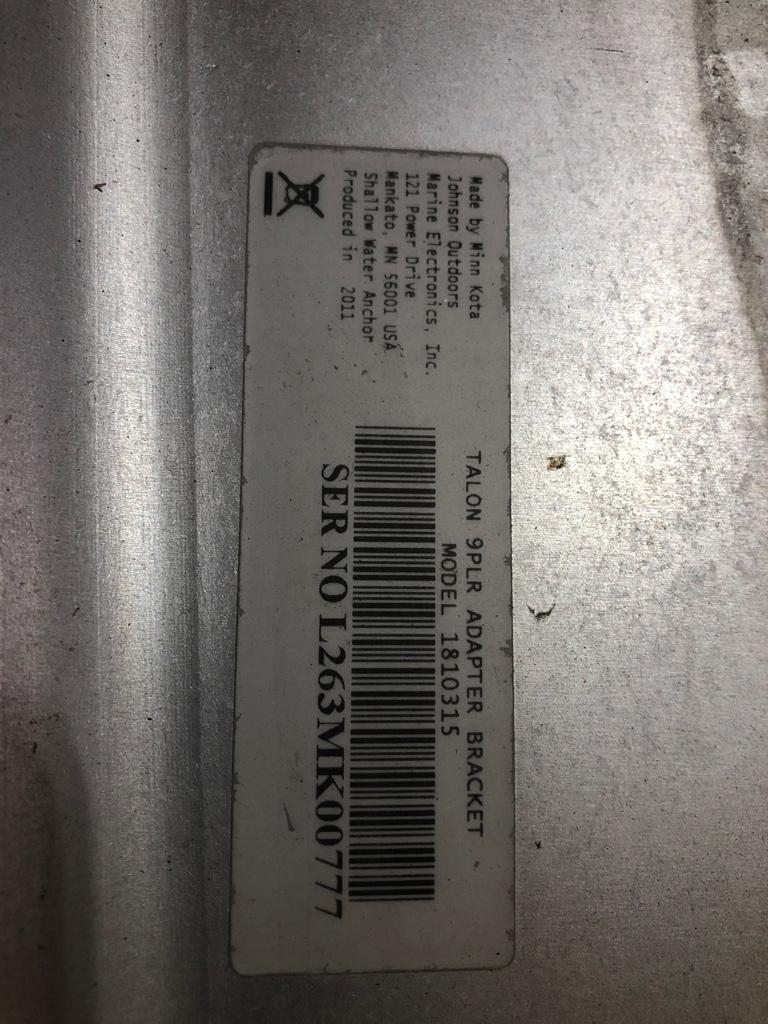 Made by Minn Kota
Johnson Outdoors
Marine Electronics, Inc.
121 Power Drive
Mankato, MN 56001 USA
Shallow Water Anchor
Produced in 2011
TALON 9PLR ADAPTER BRACKET
MODEL 1810315
SER NO L263MK00777